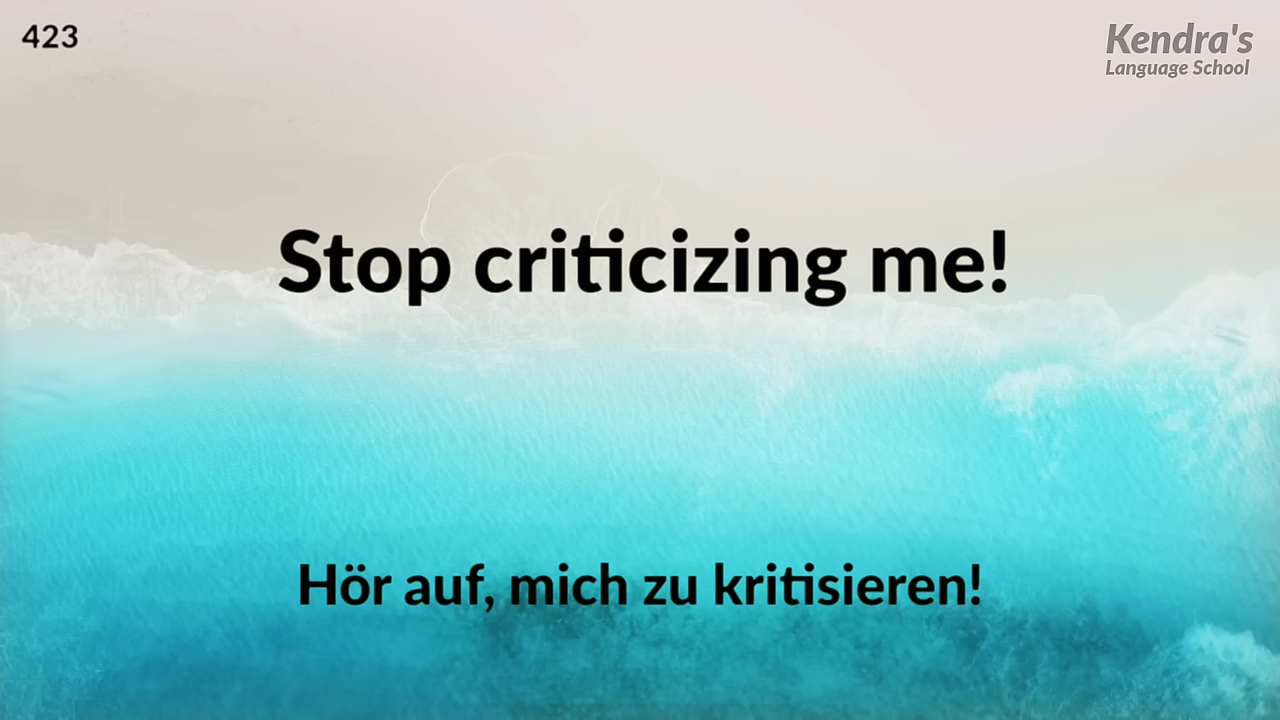 423
Kendra's
Language School
Stop criticizing me!
Hör auf, mich zu kritisieren!